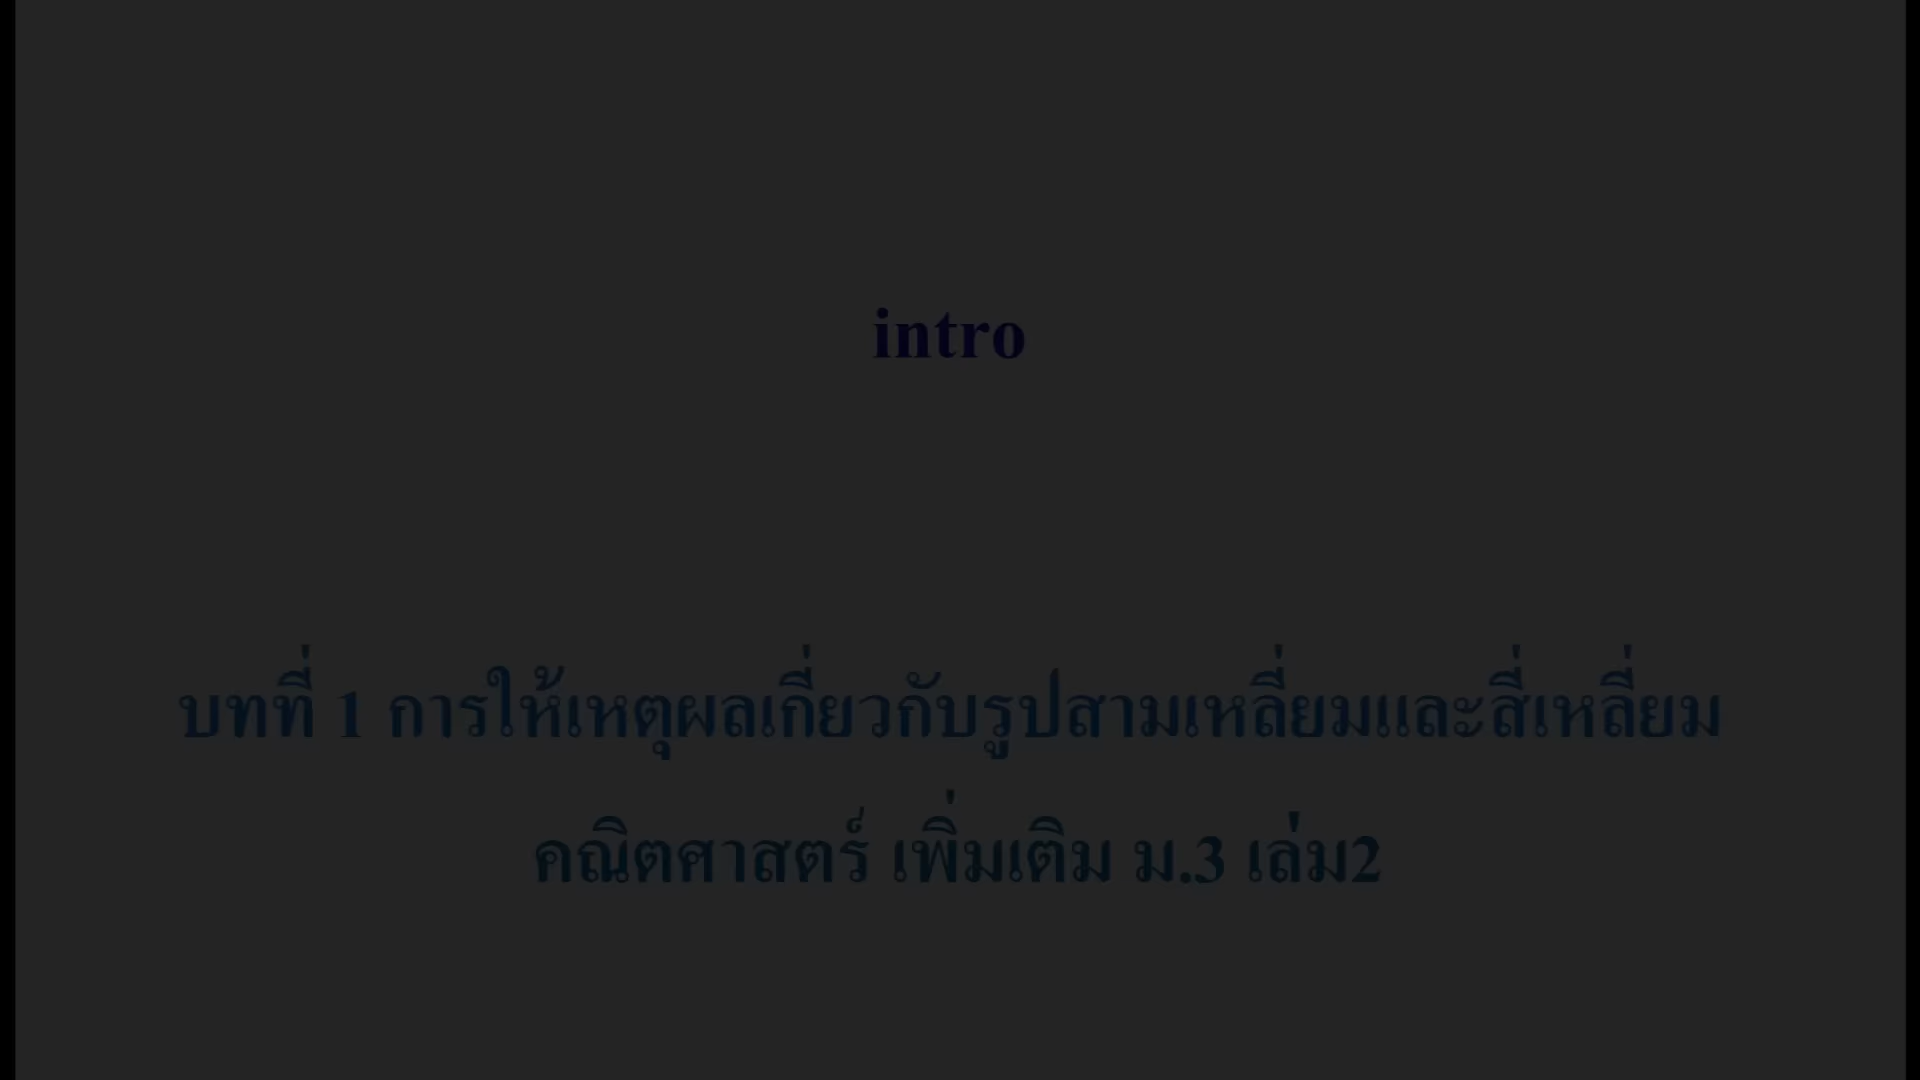 intro
บทที่ 1 การให้เหตุผลเกี่ยวกับรูปสามเหลี่ยมและสี่เหลี่ยม
คณิตศาสตร์ เพิ่มเติม ม.3 เล่ม2